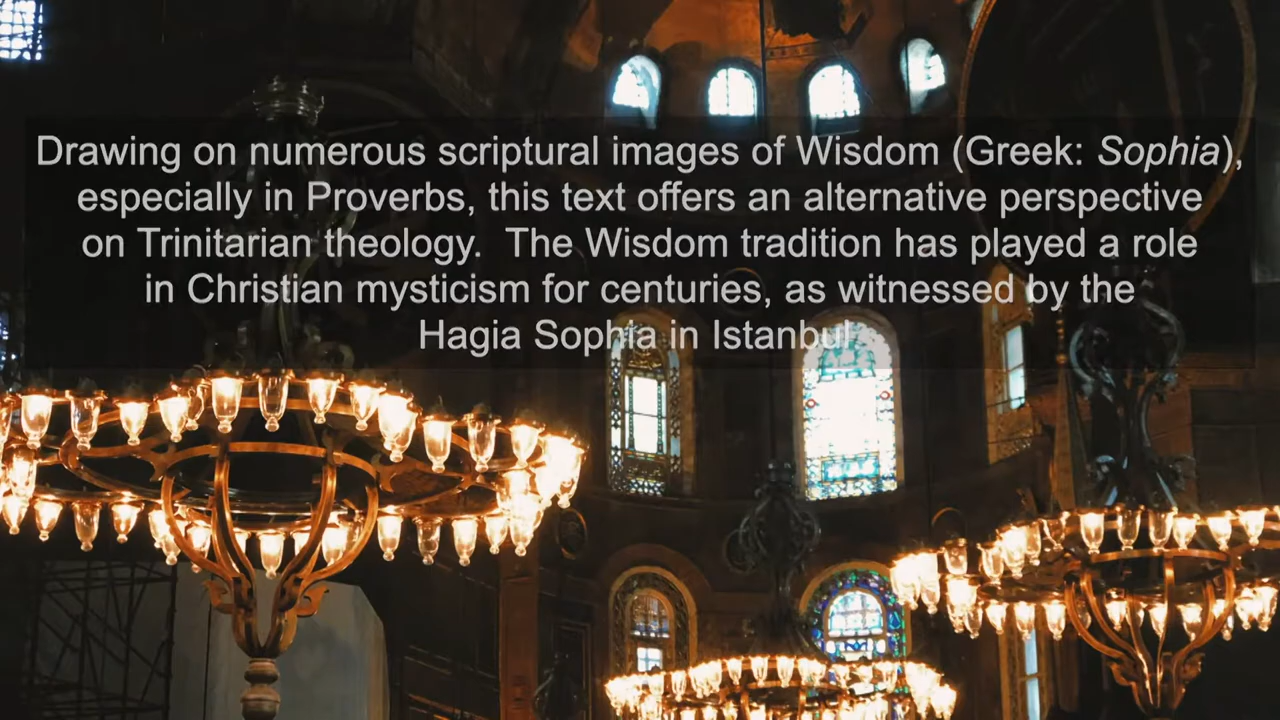 Drawing on numerous scriptural images of Wisdom (Greek: Sophia),
especially in Proverbs, this text offers an alternative perspective
on Trinitarian theology.  The Wisdom tradition has played a role
in Christian mysticism for centuries, as witnessed by the
Hagia Sophia in Istanbul